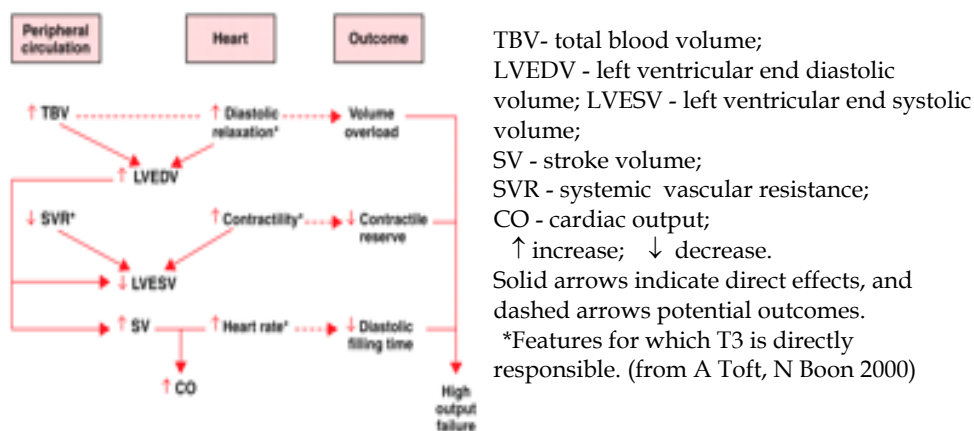 Peripheral
circulation
Heart
Outcome
↑ TBV
↑ Diastolic
relaxation*
Volume
overload
↑ LVEDV
↓ SVR*
↑ Contractility*
↓ Contractile
reserve
↓ LVESV
↑ SV
↑ Heart rate*
↓ Diastolic
filling time
↑ CO
High
output
failure
TBV- total blood volume;
LVEDV - left ventricular end diastolic
volume; LVESV - left ventricular end systolic
volume;
SV - stroke volume;
SVR - systemic vascular resistance;
CO - cardiac output;
↑ increase; ↓ decrease.
Solid arrows indicate direct effects, and
dashed arrows potential outcomes.
*Features for which T3 is directly
responsible. (from A Toft, N Boon 2000)